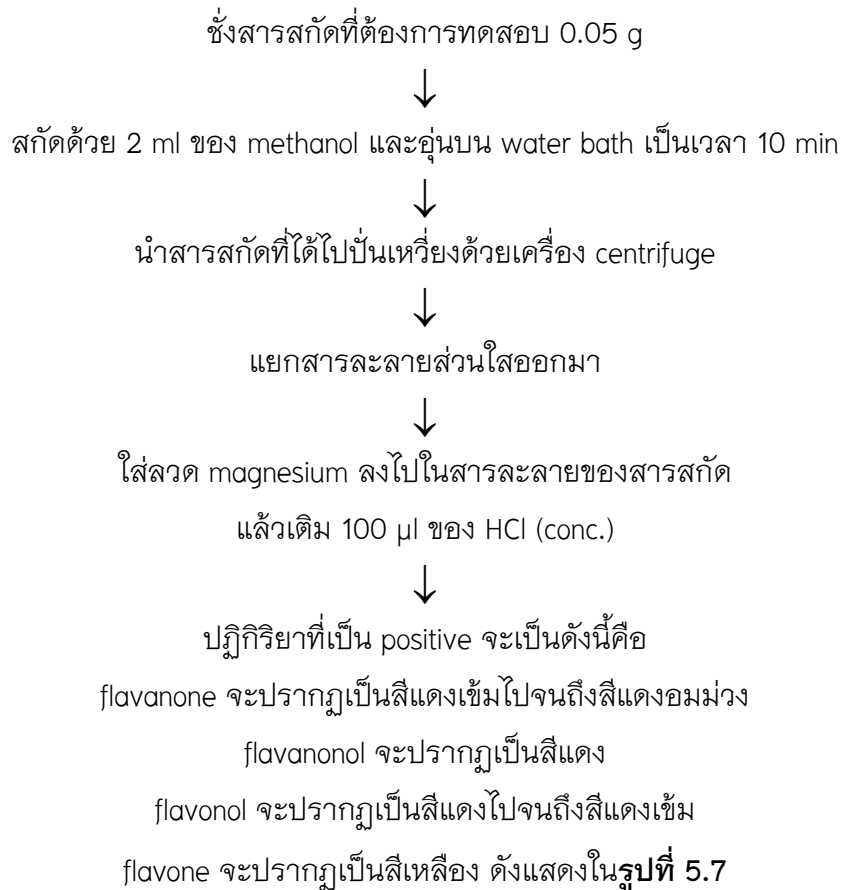 ชั่งสารสกัดที่ต้องการทดสอบ 0.05 g
↓
สกัดด้วย 2 ml ของ methanol และอุ่นบน water bath เป็นเวลา 10 min
↓
นำสารสกัดที่ได้ไปปั่นเหวี่ยงด้วยเครื่อง centrifuge
↓
แยกสารละลายส่วนใสออกมา
↓
ใส่ลวด magnesium ลงไปในสารละลายของสารสกัด
แล้วเติม 100 µl ของ HCl (conc.)
↓
ปฏิกิริยาที่เป็น positive จะเป็นดังนี้คือ
flavanone จะปรากฏเป็นสีแดงเข้มไปจนถึงสีแดงอมม่วง
flavanonol จะปรากฏเป็นสีแดง
flavonol จะปรากฏเป็นสีแดงไปจนถึงสีแดงเข้ม
flavone จะปรากฏเป็นสีเหลือง ดังแสดงในรูปที่ 5.7